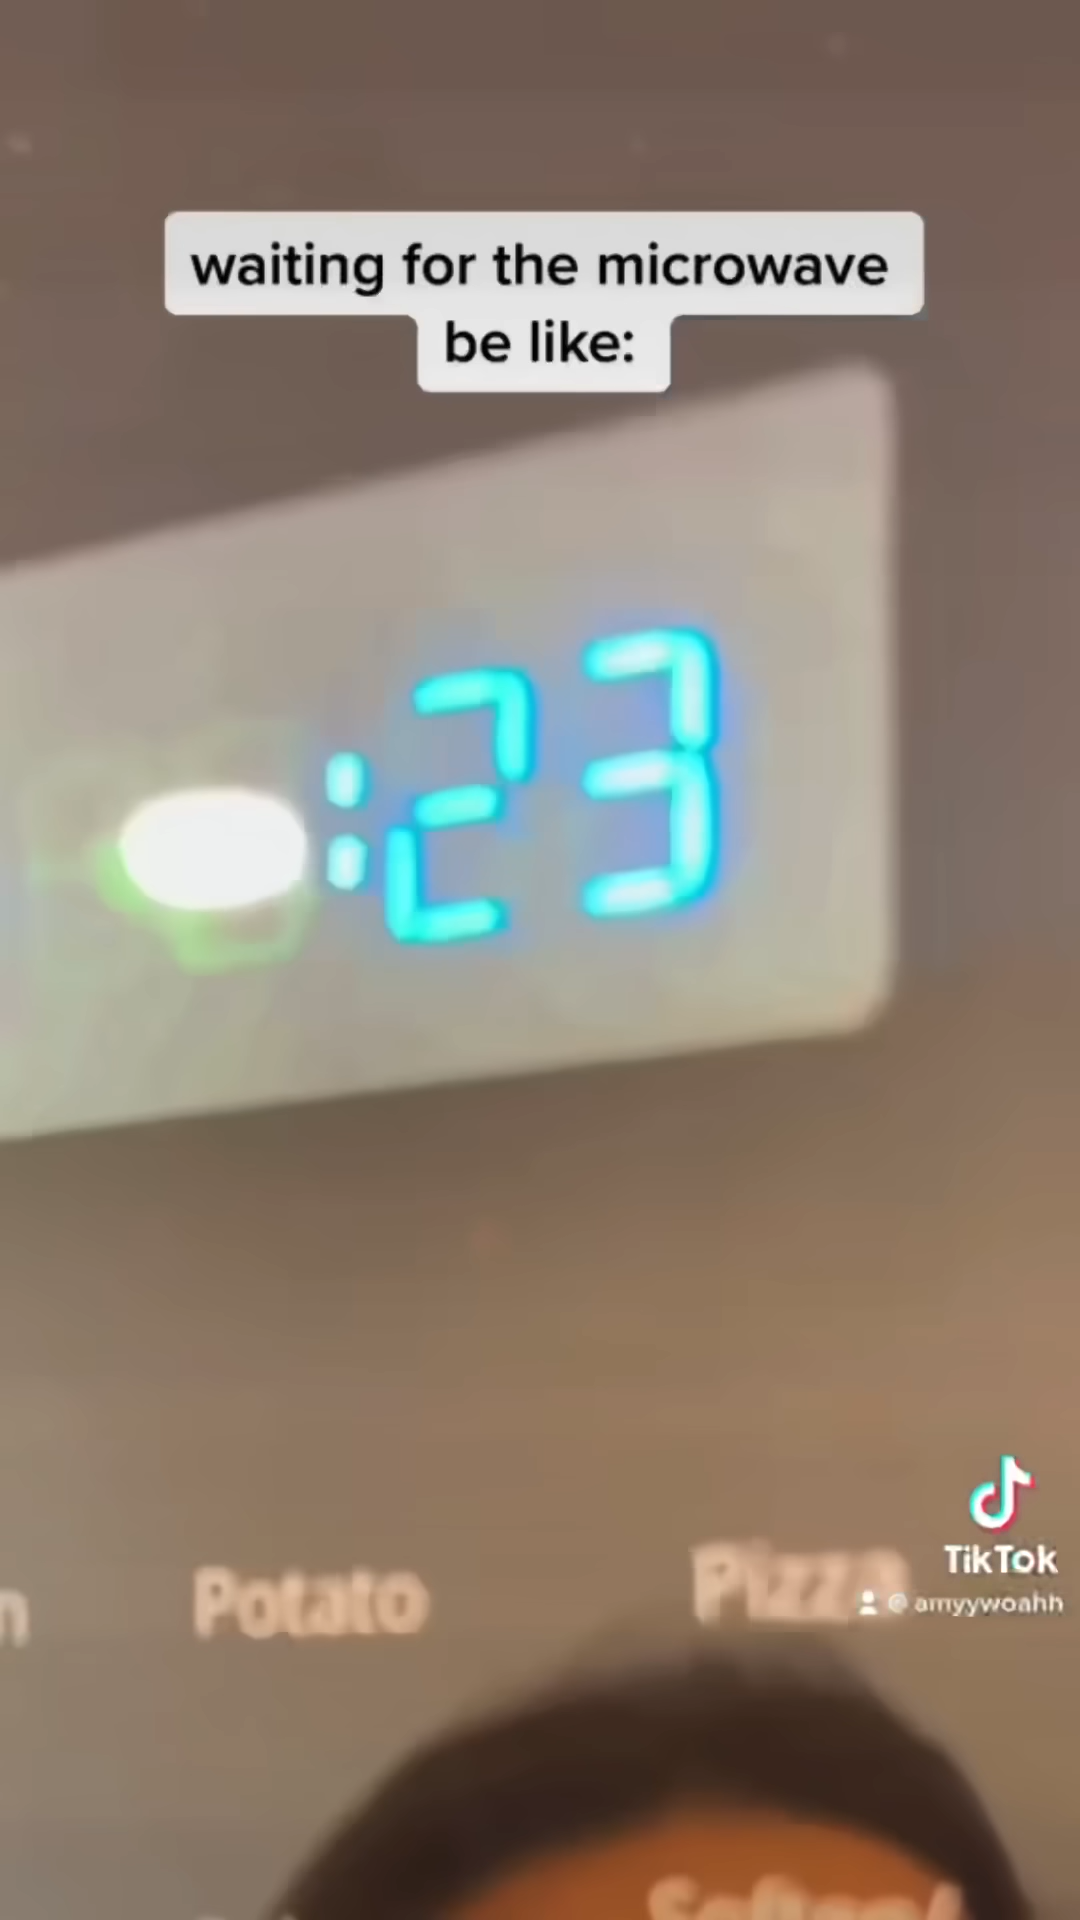 waiting for the microwave
be like:
:23
Potato
Pizza
TikTok
@amyywoahh